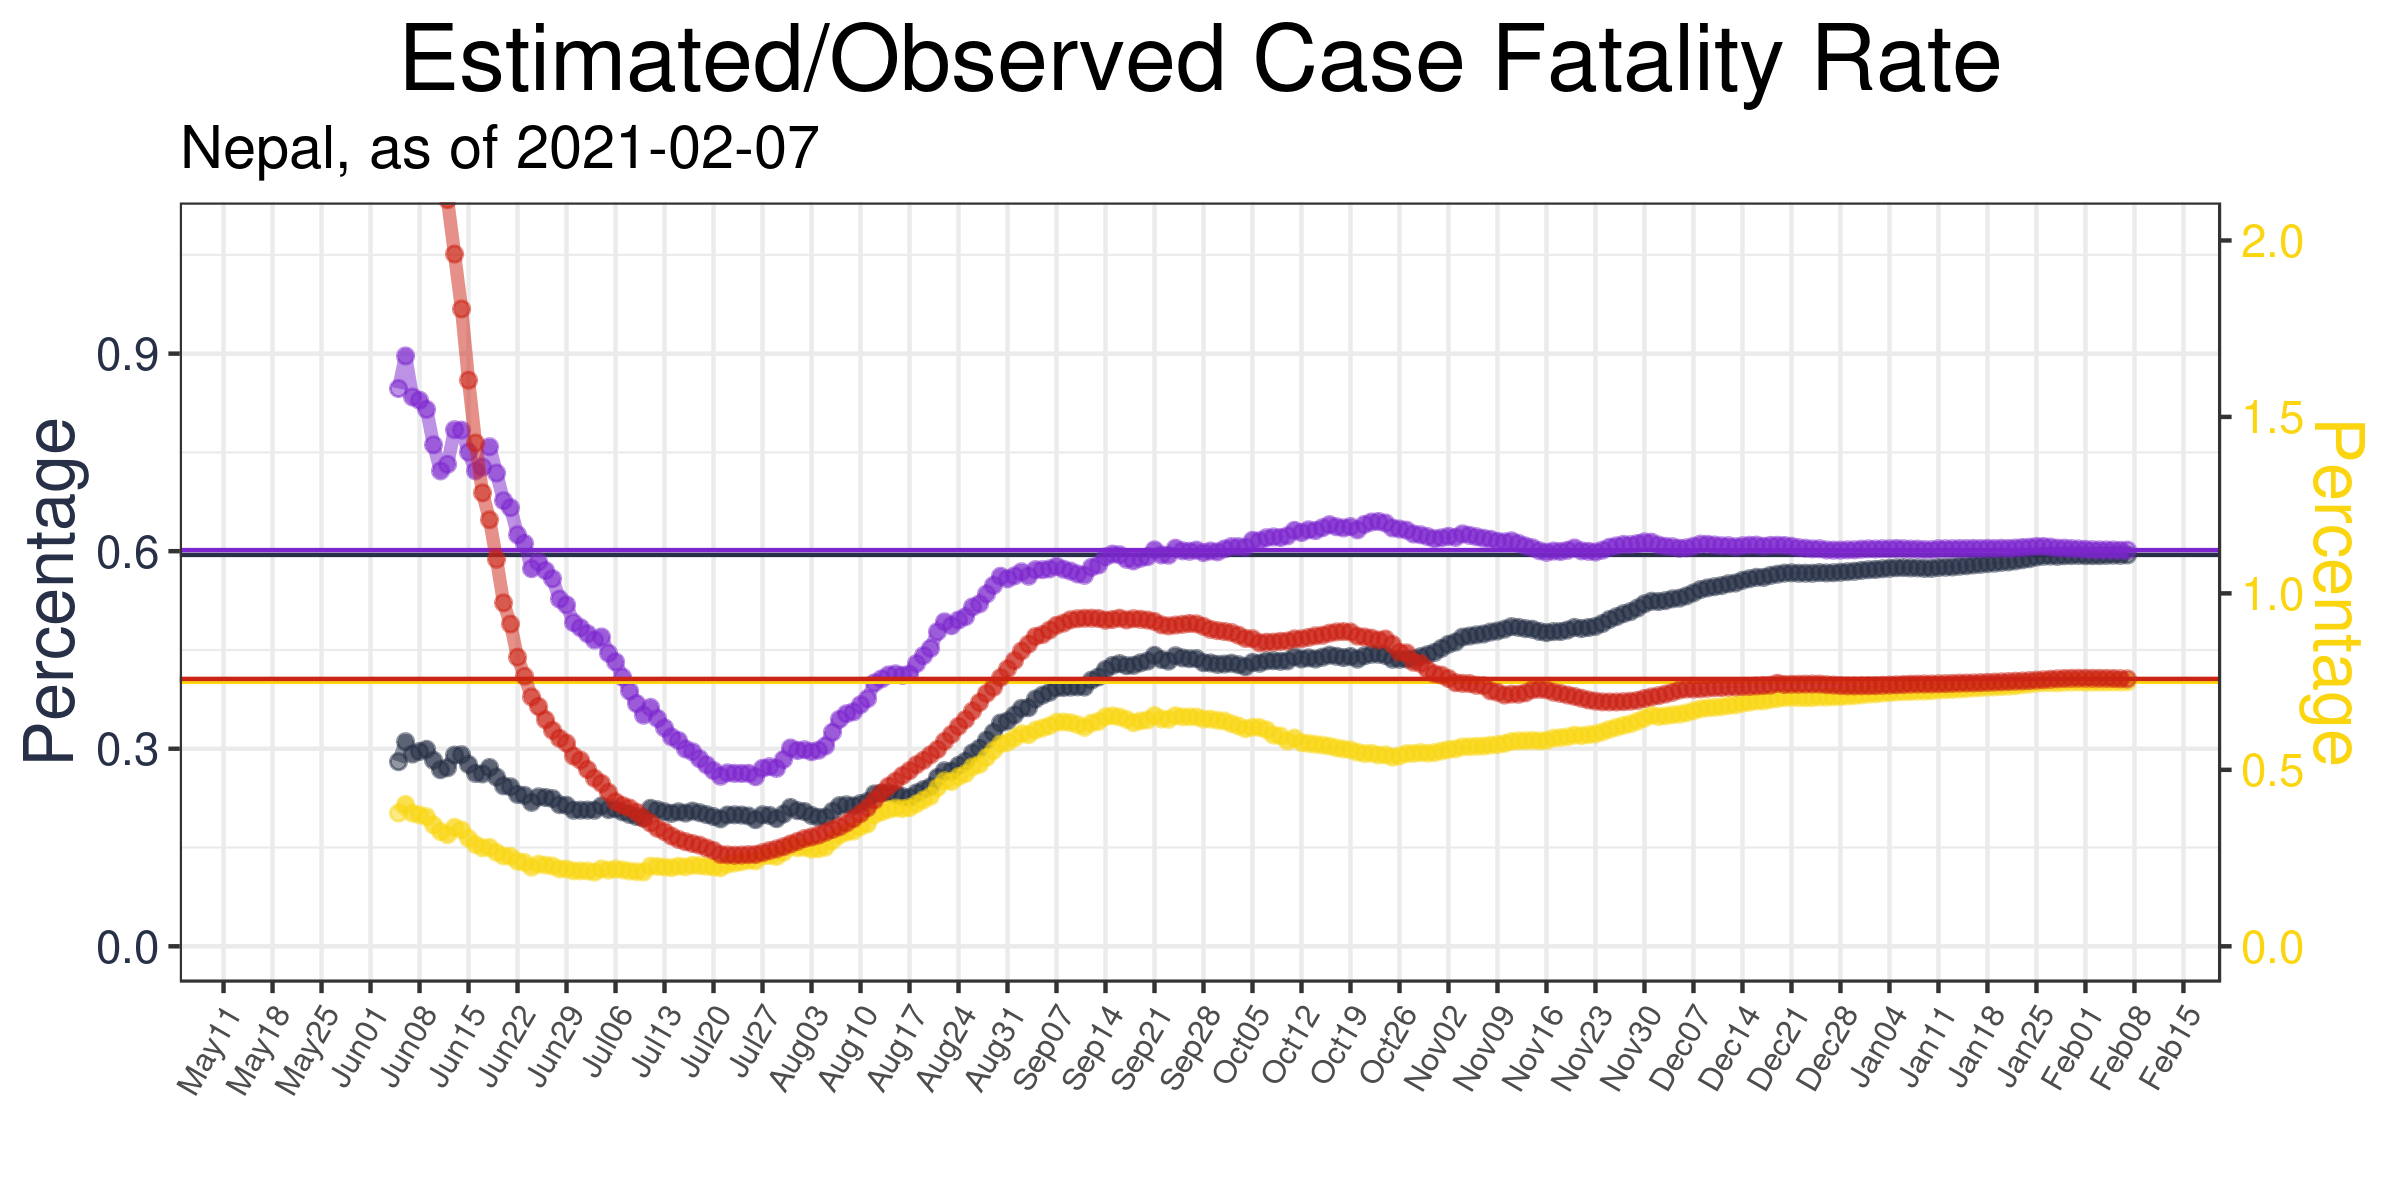 Estimated/Observed Case Fatality Rate
Nepal, as of 2021-02-07
Percentage
0.9
0.6
0.3
0.0
2.0
1.5
1.0
0.5
0.0
Percentage
May11 May18 May25 Jun01 Jun08 Jun15 Jun22 Jun29 Jul06 Jul13 Jul20 Jul27 Aug03 Aug10 Aug17 Aug24 Aug31 Sep07 Sep14 Sep21 Sep28 Oct05 Oct12 Oct19 Oct26 Nov02 Nov09 Nov16 Nov23 Nov30 Dec07 Dec14 Dec21 Dec28 Jan04 Jan11 Jan18 Jan25 Feb01 Feb08 Feb15